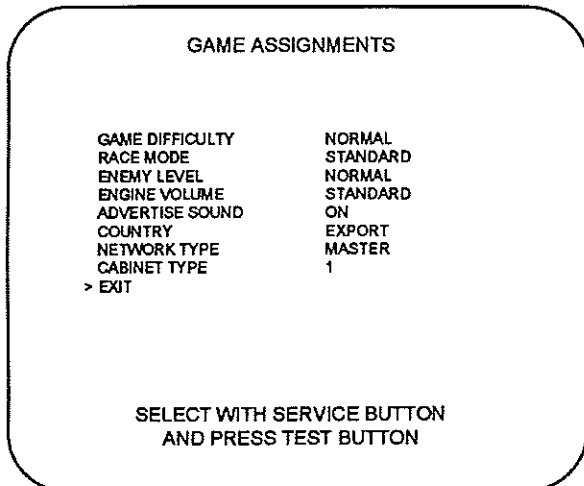 GAME ASSIGNMENTS
GAME DIFFICULTY NORMAL
RACE MODE STANDARD
ENEMY LEVEL NORMAL
ENGINE VOLUME STANDARD
ADVERTISE SOUND ON
COUNTRY EXPORT
NETWORK TYPE MASTER
CABINET TYPE 1
> EXIT
SELECT WITH SERVICE BUTTON
AND PRESS TEST BUTTON